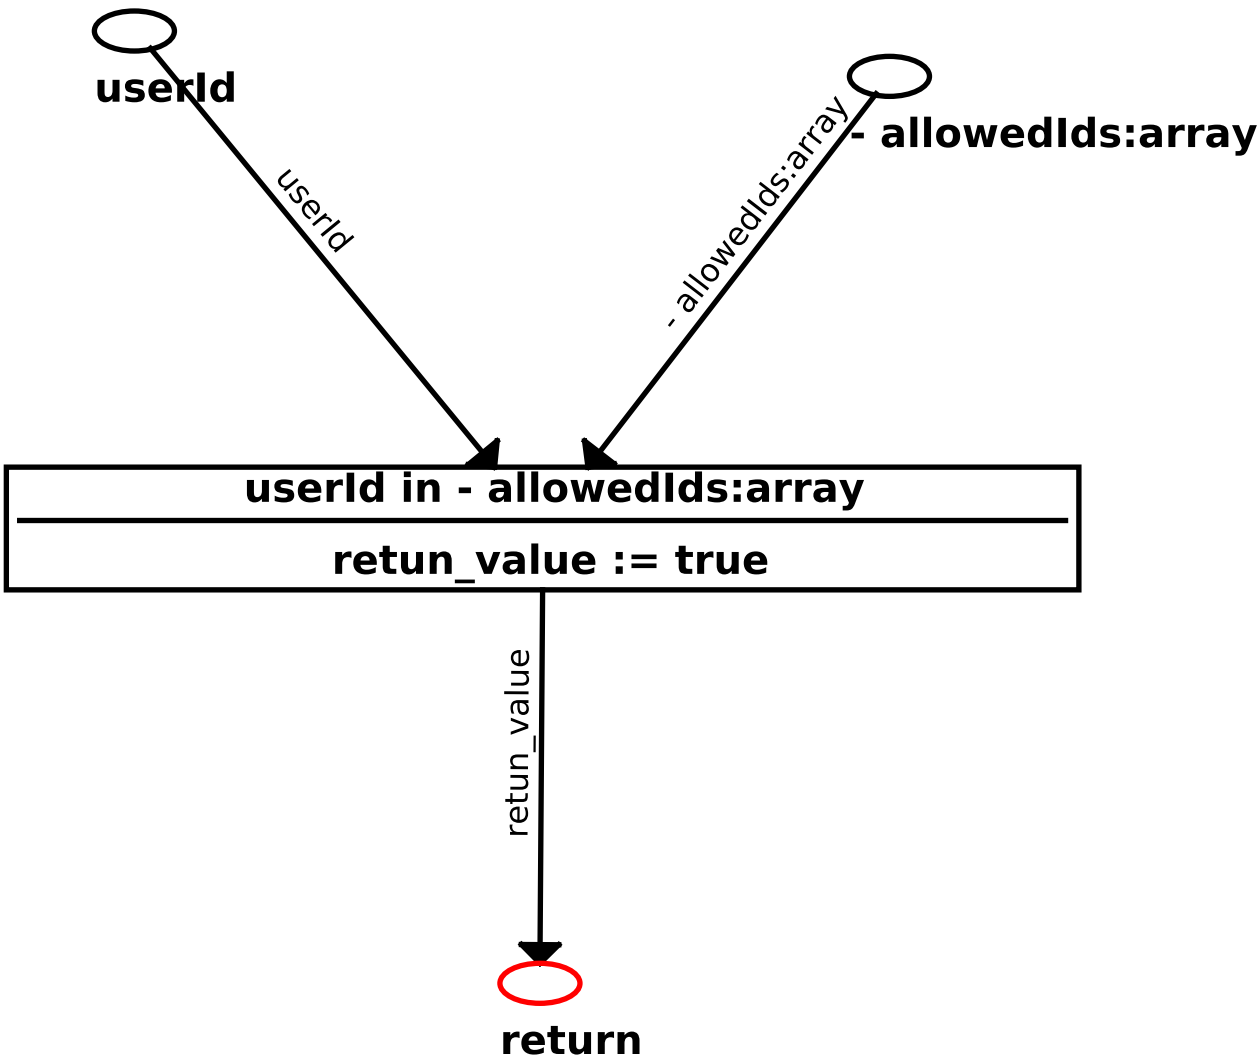 userId
- allowedIds:array
userId
- allowedIds:array
userId in - allowedIds:array
retun_value := true
retun_value
return